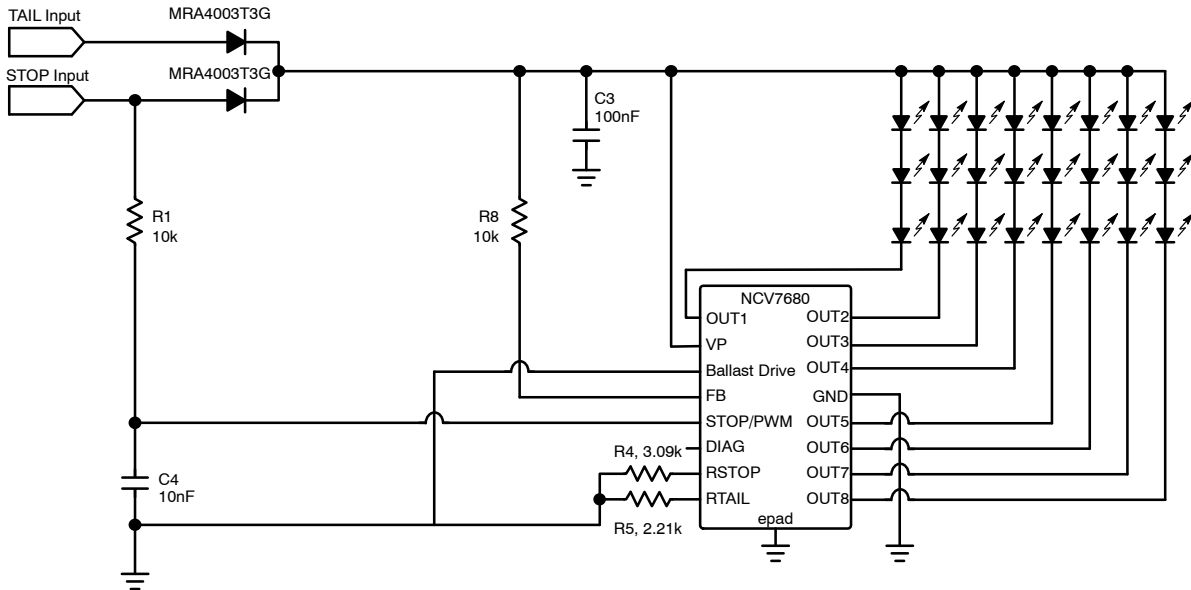 TAIL Input
MRA4003T3G
STOP Input
MRA4003T3G
C3
100nF
R1
10k
R8
10k
NCV7680
OUT1
OUT2
VP
OUT3
Ballast Drive
OUT4
FB
GND
STOP/PWM
OUT5
DIAG
OUT6
R4, 3.09k
RSTOP
OUT7
RTAIL
OUT8
C4
10nF
R5, 2.21k
epad